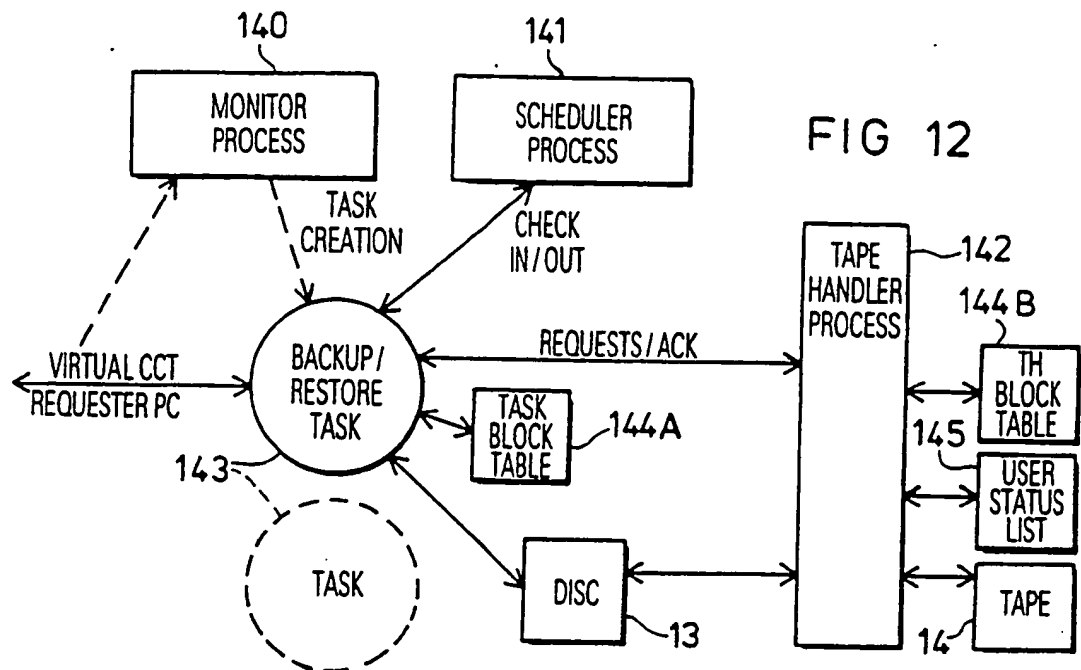 140
MONITOR
PROCESS
141
SCHEDULER
PROCESS
FIG 12
TASK
CREATION
CHECK
IN/OUT
TAPE
HANDLER
PROCESS
142
144B
TH
BLOCK
TABLE
VIRTUAL CCT
REQUESTER PC
BACKUP/
RESTORE
TASK
REQUESTS/ACK
TASK
BLOCK
TABLE
144A
145
USER
STATUS
LIST
143
TASK
DISC
13
TAPE
14